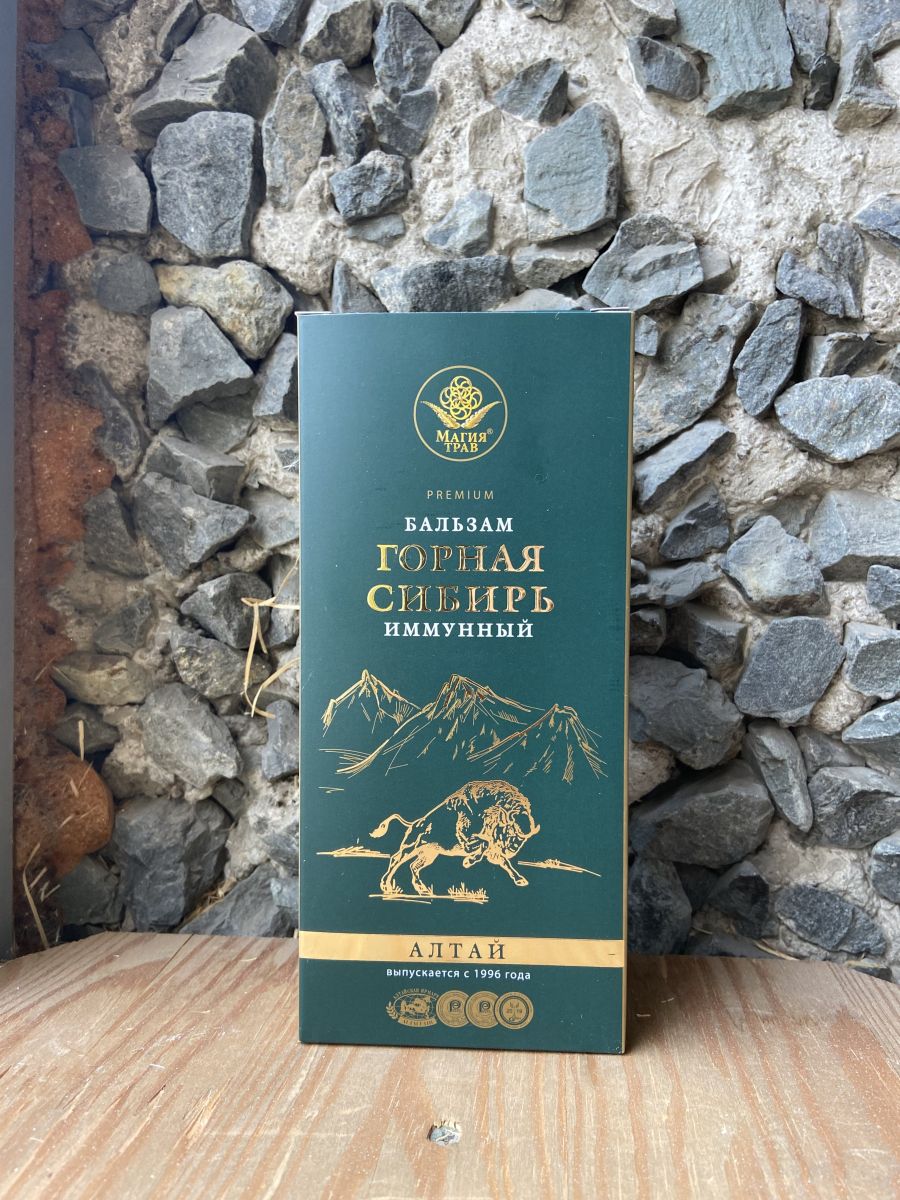 МАГИЯ®
ТРАВ
PREMIUM
БАЛЬЗАМ
ГОРНАЯ
СИБИРЬ
ИММУННЫЙ
АЛТАЙ
выпускается с 1996 года